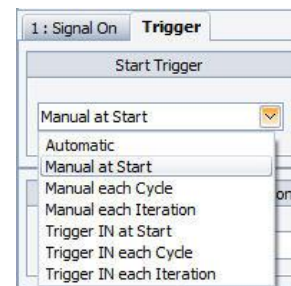 1 : Signal On Trigger
Start Trigger
Manual at Start
Automatic
Manual at Start
Manual each Cycle
Manual each Iteration
Trigger IN at Start
Trigger IN each Cycle
Trigger IN each Iteration